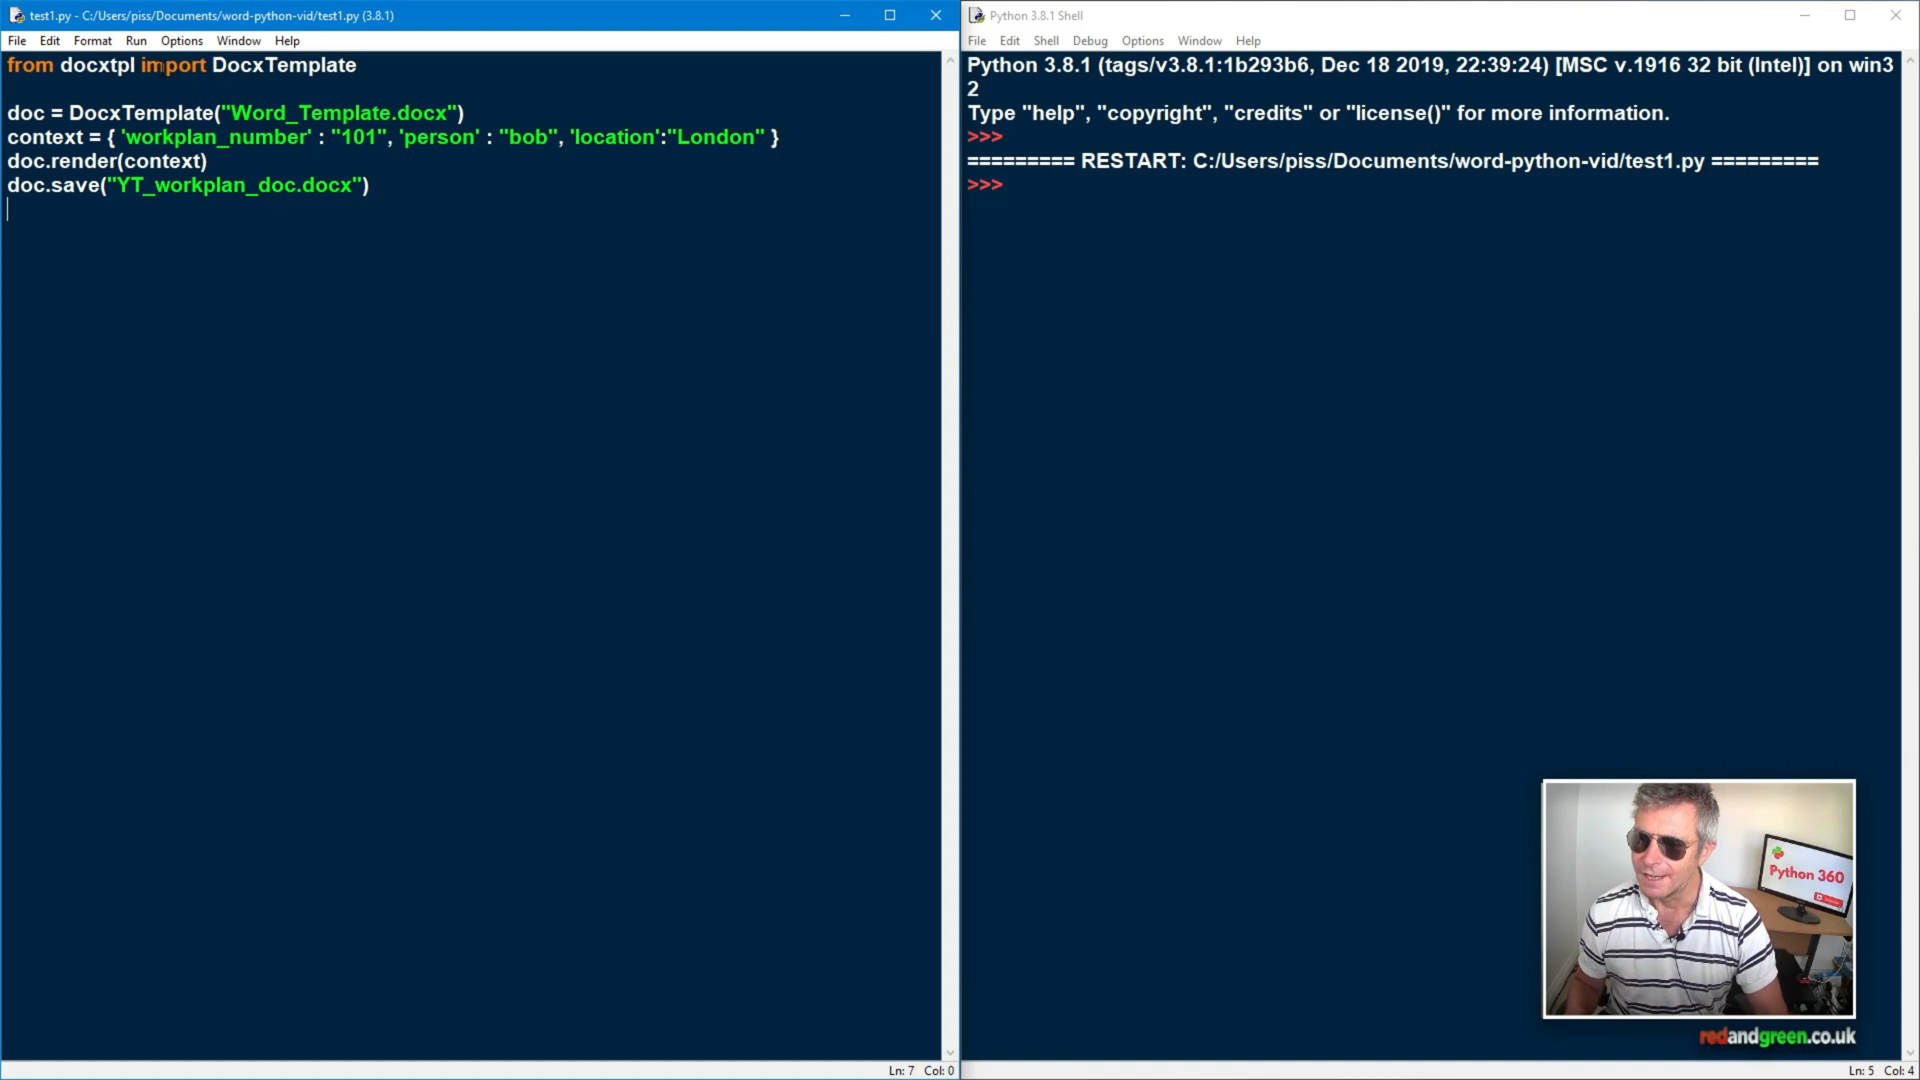 test1.py - C:/Users/piss/Documents/word-python-vid/test1.py (3.8.1)
File Edit Format Run Options Window Help
from docxtpl import DocxTemplate
doc = DocxTemplate("Word_Template.docx")
context = { 'workplan_number' : "101", 'person' : "bob", 'location':"London" }
doc.render(context)
doc.save("YT_workplan_doc.docx")
Ln: 7 Col: 0
Python 3.8.1 Shell
File Edit Shell Debug Options Window Help
Python 3.8.1 (tags/v3.8.1:1b293b6, Dec 18 2019, 22:39:24) [MSC v.1916 32 bit (Intel)] on win3
2
Type "help", "copyright", "credits" or "license()" for more information.
>>>
========= RESTART: C:/Users/piss/Documents/word-python-vid/test1.py =========
>>>
Python 360
redandgreen.co.uk
Ln: 5 Col: 4